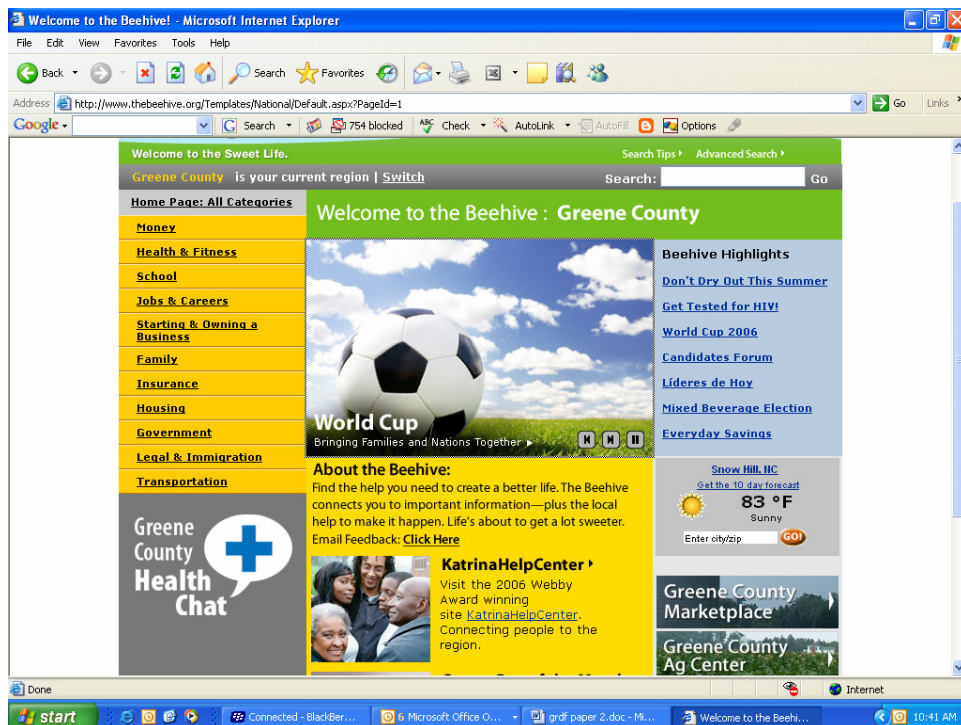 Welcome to the Beehive! - Microsoft Internet Explorer
File Edit View Favorites Tools Help
Back Search Favorites
Address http://www.thebeehive.org/Templates/National/Default.aspx?PageId=1 Go Links
Google Search 754 blocked ABC Check AutoLink AutoFill Options
Welcome to the Sweet Life. Search Tips Advanced Search
Greene County is your current region | Switch Search: Go
Home Page: All Categories
Money
Health & Fitness
School
Jobs & Careers
Starting & Owning a
Business
Family
Insurance
Housing
Government
Legal & Immigration
Transportation
Greene
County
Health
Chat
Welcome to the Beehive : Greene County
World Cup
Bringing Families and Nations Together
About the Beehive:
Find the help you need to create a better life. The Beehive
connects you to important information—plus the local
help to make it happen. Life's about to get a lot sweeter.
Email Feedback: Click Here
KatrinaHelpCenter
Visit the 2006 Webby
Award winning
site KatrinaHelpCenter.
Connecting people to the
region.
Beehive Highlights
Don't Dry Out This Summer
Get Tested for HIV!
World Cup 2006
Candidates Forum
Líderes de Hoy
Mixed Beverage Election
Everyday Savings
Snow Hill, NC
Get the 10 day forecast
83 °F
Sunny
Enter city/zip GO!
Greene County
Marketplace
Greene County
Ag Center
Done Internet
start Connected - BlackBer... 6 Microsoft Office O... grdf paper 2.doc - Mi... Welcome to the Beehi... 10:41 AM